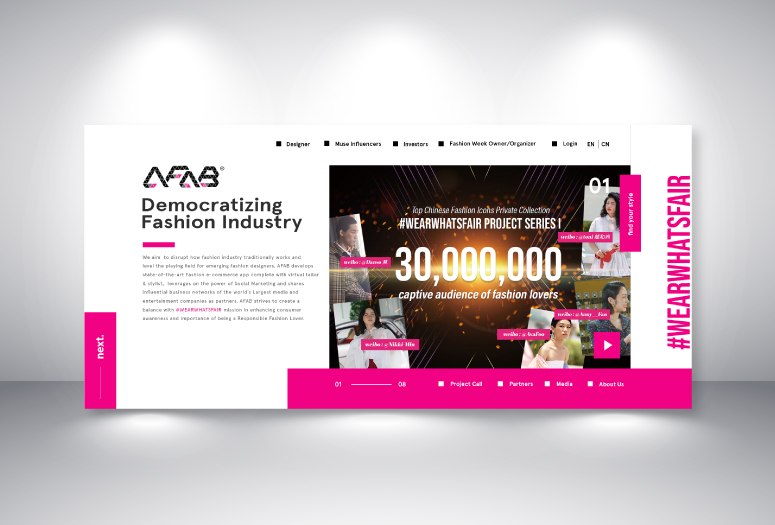 Designer
Muse Influencers
Investors
Fashion Week Owner/Organizer
Login
EN | CN
AFAB®
Democratizing
Fashion Industry
We aim to disrupt how fashion industry traditionally works and
level the playing field for emerging fashion designers. AFAB develops
state-of-the-art fashion e-commerce app complete with virtual tailor
& stylist, leverages on the power of Social Marketing and shares
influential business networks of the world's Largest media and
entertainment companies as partners. AFAB strives to create a
balance with #WEARWHATSFAIR mission in enhancing consumer
awareness and importance of being a Responsible Fashion Lover.
next.
01
Top Chinese Fashion Icons Private Collection
#WEARWHATSFAIR PROJECT SERIES I
30,000,000
captive audience of fashion lovers
weibo: @
weibo: @
weibo: @Nikki Min
weibo: @AvaFoo
weibo: @Amy_
find your style
#WEARWHATSFAIR
01
08
Project Call
Partners
Media
About Us